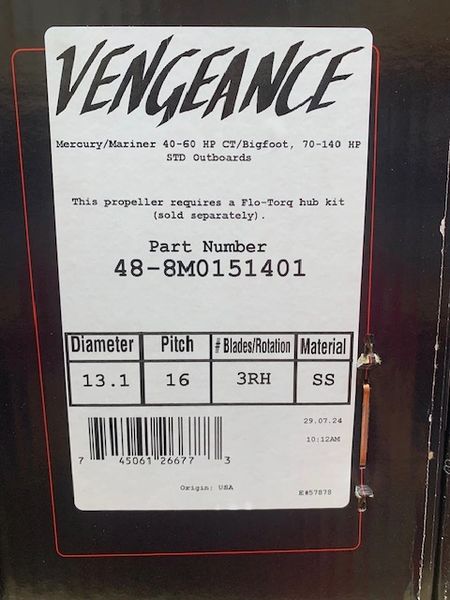 VENGEANCE
Mercury/Mariner 40-60 HP CT/Bigfoot, 70-140 HP
STD Outboards
This propeller requires a Flo-Torq hub kit
(sold separately).
Part Number
48-8M0151401
Diameter Pitch # Blades/Rotation Material
13.1 16 3RH SS
29.07.24
10:12AM
7 45061 26677 3
Origin: USA
E#57878